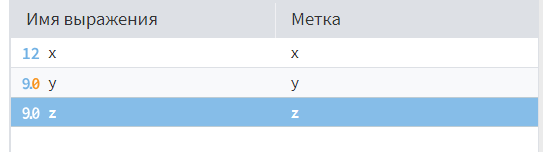 Имя выражения Метка
12 x x
9.0 y y
9.0 z z